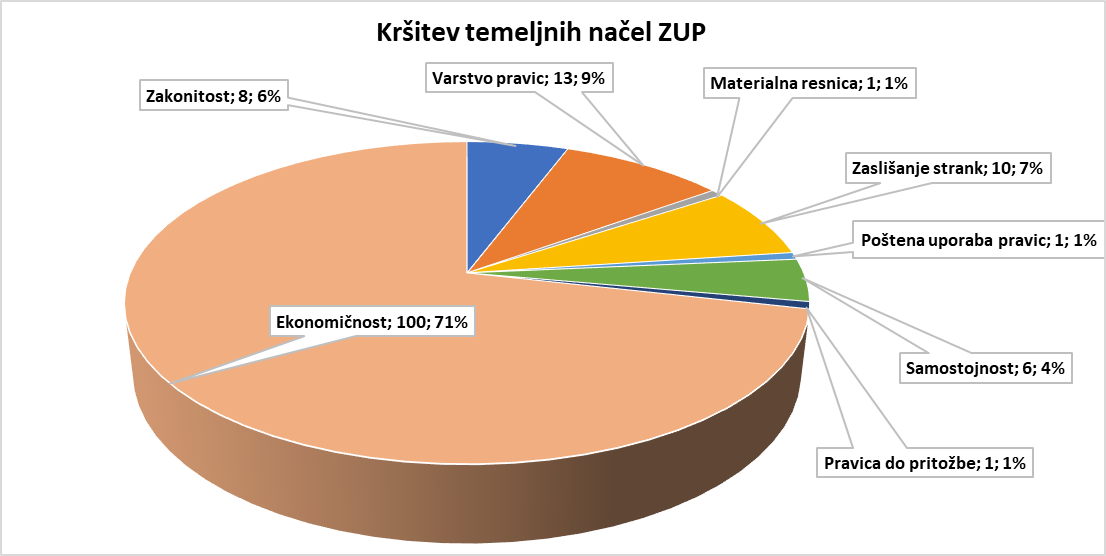 Kršitev temeljnih načel ZUP
Zakonitost; 8; 6%
Varstvo pravic; 13; 9%
Materialna resnica; 1; 1%
Zaslišanje strank; 10; 7%
Poštena uporaba pravic; 1; 1%
Ekonomičnost; 100; 71%
Samostojnost; 6; 4%
Pravica do pritožbe; 1; 1%